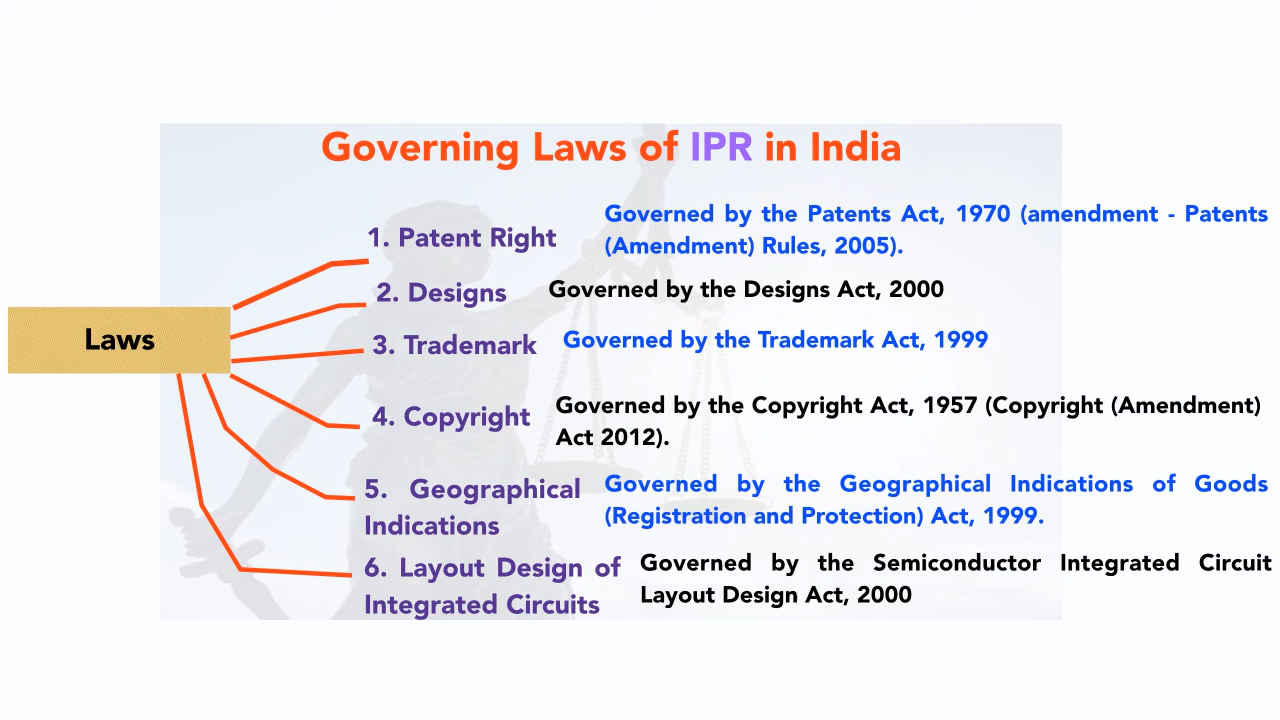 Governing Laws of IPR in India
Laws
1. Patent Right
Governed by the Patents Act, 1970 (amendment - Patents
(Amendment) Rules, 2005).
2. Designs
Governed by the Designs Act, 2000
3. Trademark
Governed by the Trademark Act, 1999
4. Copyright
Governed by the Copyright Act, 1957 (Copyright (Amendment)
Act 2012).
5. Geographical
Indications
Governed by the Geographical Indications of Goods
(Registration and Protection) Act, 1999.
6. Layout Design of
Integrated Circuits
Governed by the Semiconductor Integrated Circuit
Layout Design Act, 2000